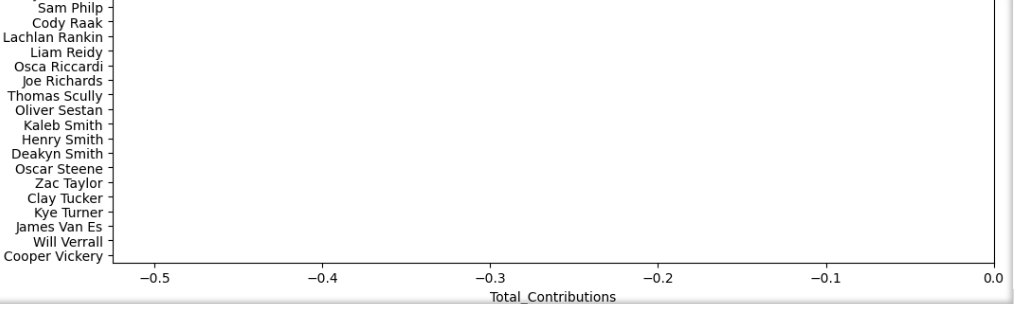 Sam Philp
Cody Raak
Lachlan Rankin
Liam Reidy
Osca Riccardi
Joe Richards
Thomas Scully
Oliver Sestan
Kaleb Smith
Henry Smith
Deakyn Smith
Oscar Steene
Zac Taylor
Clay Tucker
Kye Turner
James Van Es
Will Verrall
Cooper Vickery
−0.5 −0.4 −0.3 −0.2 −0.1 0.0
Total_Contributions